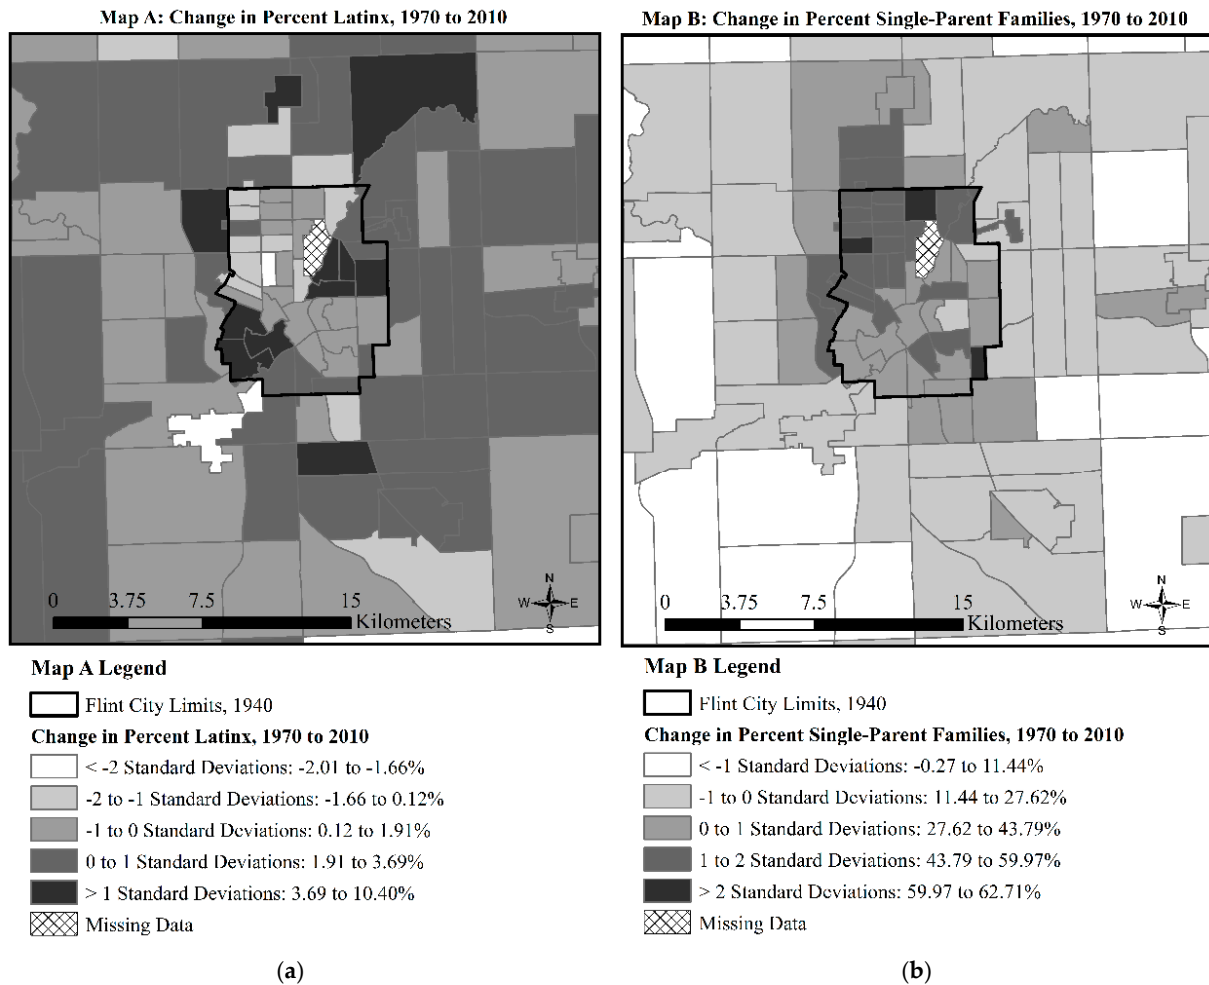 Map A: Change in Percent Latinx, 1970 to 2010
Map B: Change in Percent Single-Parent Families, 1970 to 2010
0 3.75 7.5 15
Kilometers
N
W E
S
0 3.75 7.5 15
Kilometers
N
W E
S
Map A Legend
Flint City Limits, 1940
Change in Percent Latinx, 1970 to 2010
< -2 Standard Deviations: -2.01 to -1.66%
-2 to -1 Standard Deviations: -1.66 to 0.12%
-1 to 0 Standard Deviations: 0.12 to 1.91%
0 to 1 Standard Deviations: 1.91 to 3.69%
> 1 Standard Deviations: 3.69 to 10.40%
Missing Data
(a)
Map B Legend
Flint City Limits, 1940
Change in Percent Single-Parent Families, 1970 to 2010
< -1 Standard Deviations: -0.27 to 11.44%
-1 to 0 Standard Deviations: 11.44 to 27.62%
0 to 1 Standard Deviations: 27.62 to 43.79%
1 to 2 Standard Deviations: 43.79 to 59.97%
> 2 Standard Deviations: 59.97 to 62.71%
Missing Data
(b)